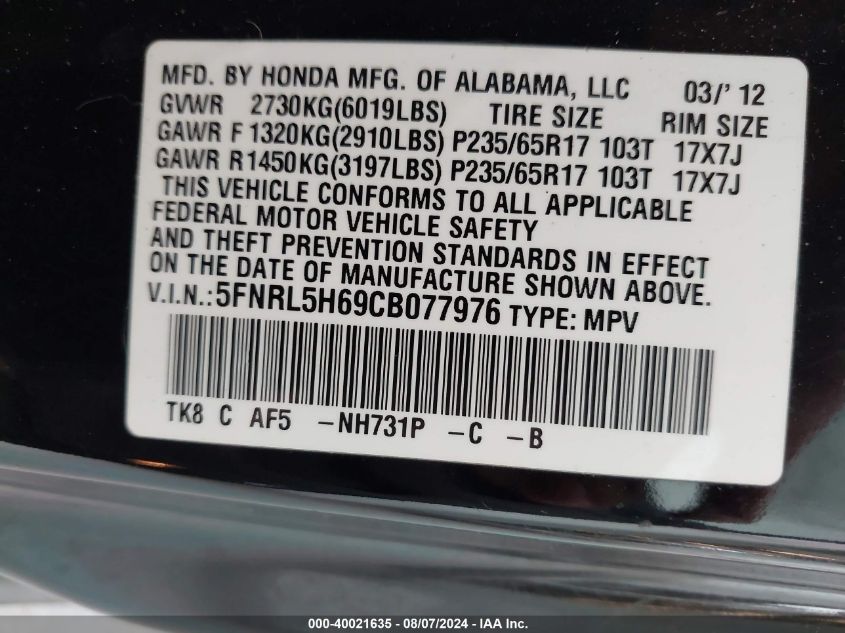 MFD. BY HONDA MFG. OF ALABAMA, LLC 03/' 12
GVWR 2730KG(6019LBS) TIRE SIZE RIM SIZE
GAWR F 1320KG(2910LBS) P235/65R17 103T 17X7J
GAWR R1450KG(3197LBS) P235/65R17 103T 17X7J
THIS VEHICLE CONFORMS TO ALL APPLICABLE
FEDERAL MOTOR VEHICLE SAFETY
AND THEFT PREVENTION STANDARDS IN EFFECT
ON THE DATE OF MANUFACTURE SHOWN ABOVE.
V.I.N.:5FNRL5H69CB077976 TYPE: MPV
TK8 C AF5 -NH731P -C -B
000-40021635 - 08/07/2024 - IAA Inc.